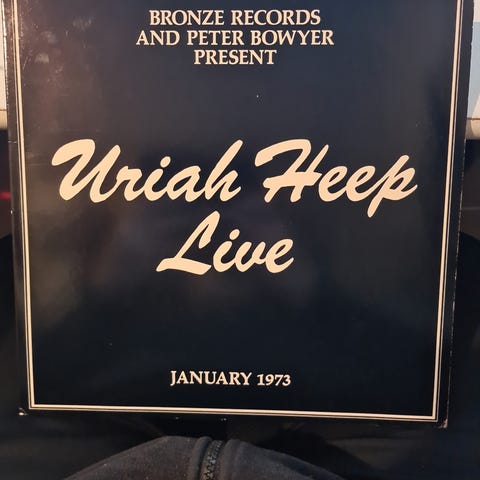 BRONZE RECORDS
AND PETER BOWYER
PRESENT
Uriah Heep
Live
JANUARY 1973